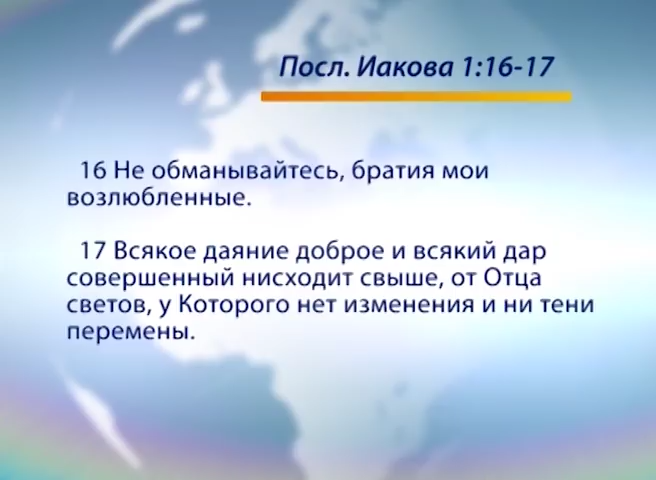 Посл. Иакова 1:16-17
16 Не обманывайтесь, братия мои
возлюбленные.
17 Всякое даяние доброе и всякий дар
совершенный нисходит свыше, от Отца
светов, у Которого нет изменения и ни тени
перемены.